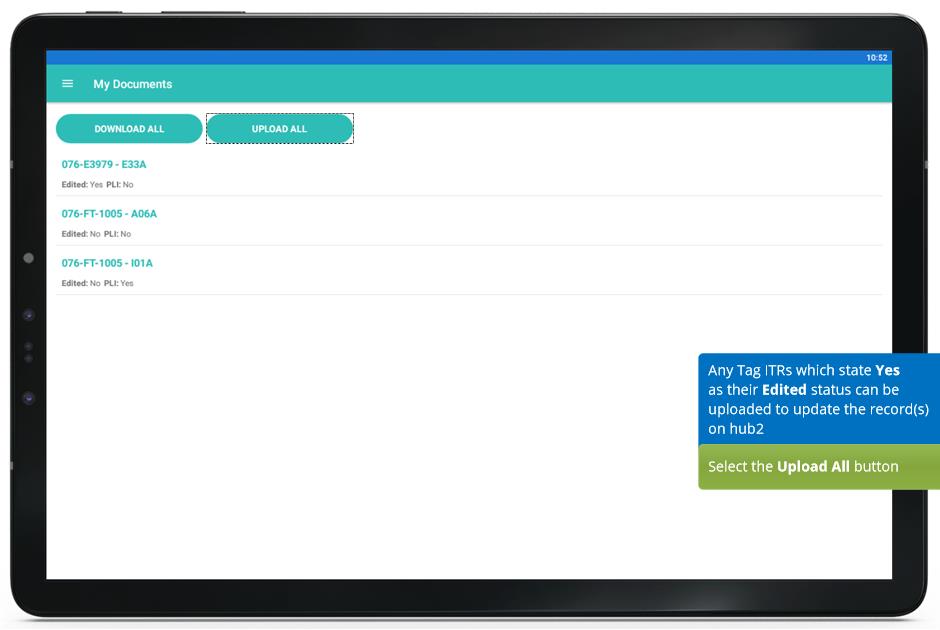 10:52
My Documents
DOWNLOAD ALL
UPLOAD ALL
076-E3979 - E33A
Edited: Yes PLI: No
076-FT-1005 - A06A
Edited: No PLI: No
076-FT-1005 - I01A
Edited: No PLI: Yes
Any Tag ITRs which state Yes
as their Edited status can be
uploaded to update the record(s)
on hub2
Select the Upload All button